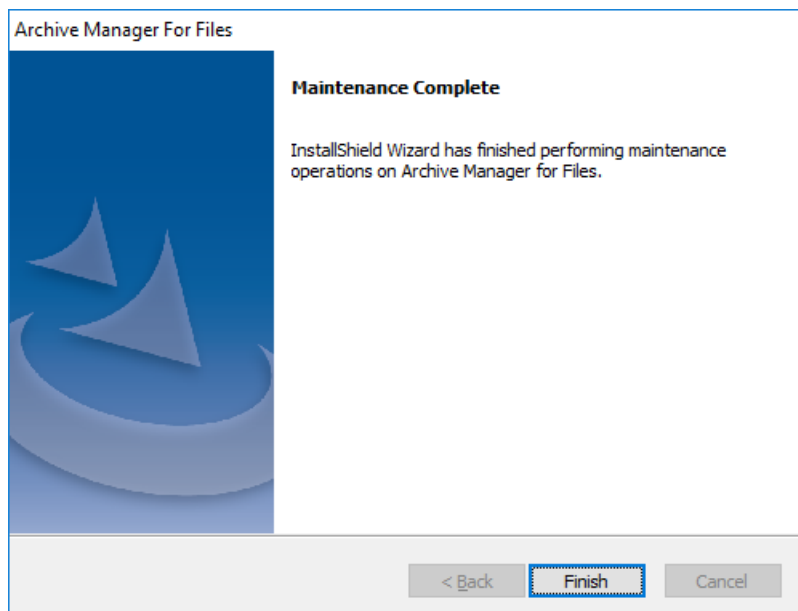 Archive Manager For Files
Maintenance Complete
InstallShield Wizard has finished performing maintenance
operations on Archive Manager for Files.
< Back
Finish
Cancel